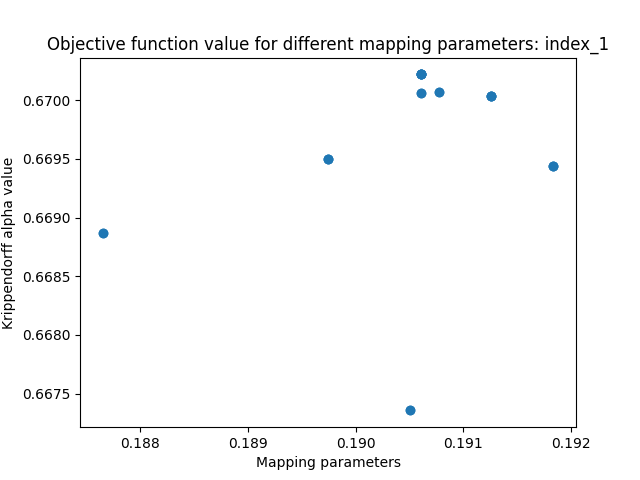 Objective function value for different mapping parameters: index_1
0.6700
0.6695
0.6690
0.6685
0.6680
0.6675
Krippendorff alpha value
0.188 0.189 0.190 0.191 0.192
Mapping parameters